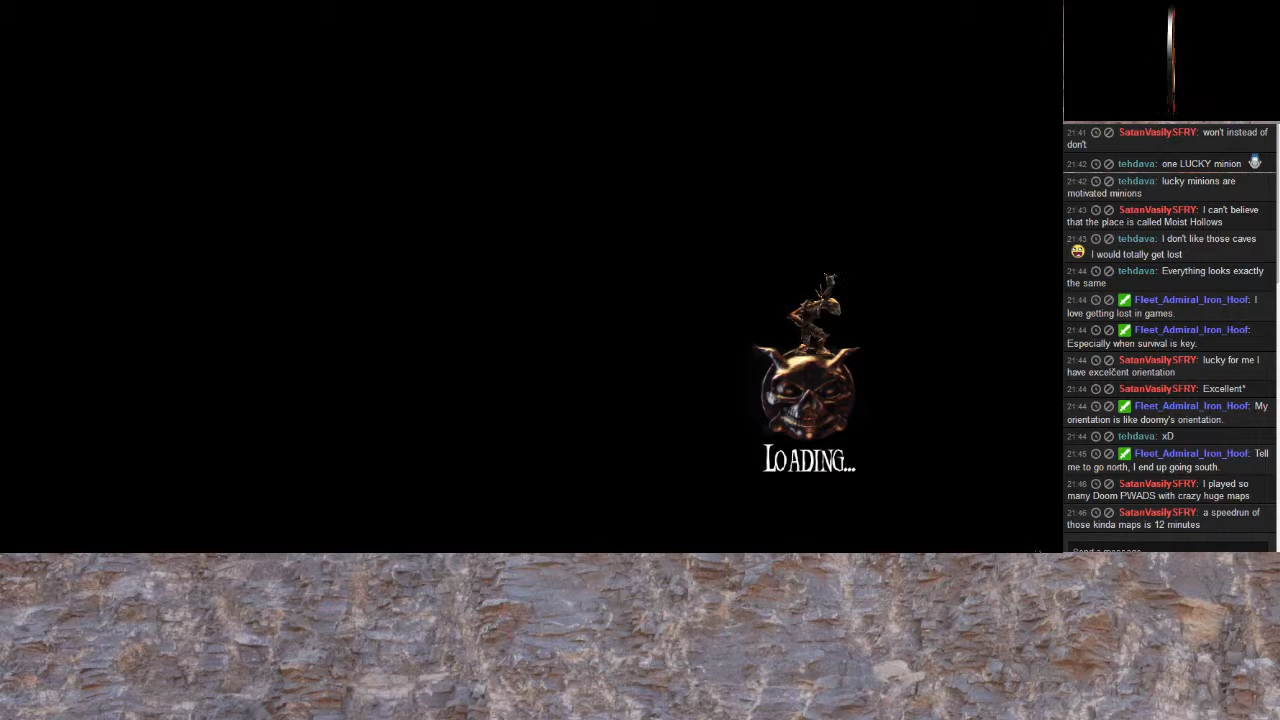 LOADING...
21:41 SatanVasilySFRY: won't instead of
don't
21:42 tehdava: one LUCKY minion
21:42 tehdava: lucky minions are
motivated minions
21:43 SatanVasilySFRY: I can't believe
that the place is called Moist Hollows
21:43 tehdava: I don't like those caves
I would totally get lost
21:44 tehdava: Everything looks exactly
the same
21:44 Fleet_Admiral_Iron_Hoof: I
love getting lost in games.
21:44 Fleet_Admiral_Iron_Hoof:
Especially when survival is key.
21:44 SatanVasilySFRY: lucky for me I
have excelčent orientation
21:44 SatanVasilySFRY: Excellent*
21:44 Fleet_Admiral_Iron_Hoof: My
orientation is like doomy's orientation.
21:44 tehdava: xD
21:45 Fleet_Admiral_Iron_Hoof: Tell
me to go north, I end up going south.
21:46 SatanVasilySFRY: I played so
many Doom PWADS with crazy huge maps
21:46 SatanVasilySFRY: a speedrun of
those kinda maps is 12 minutes
Send a message